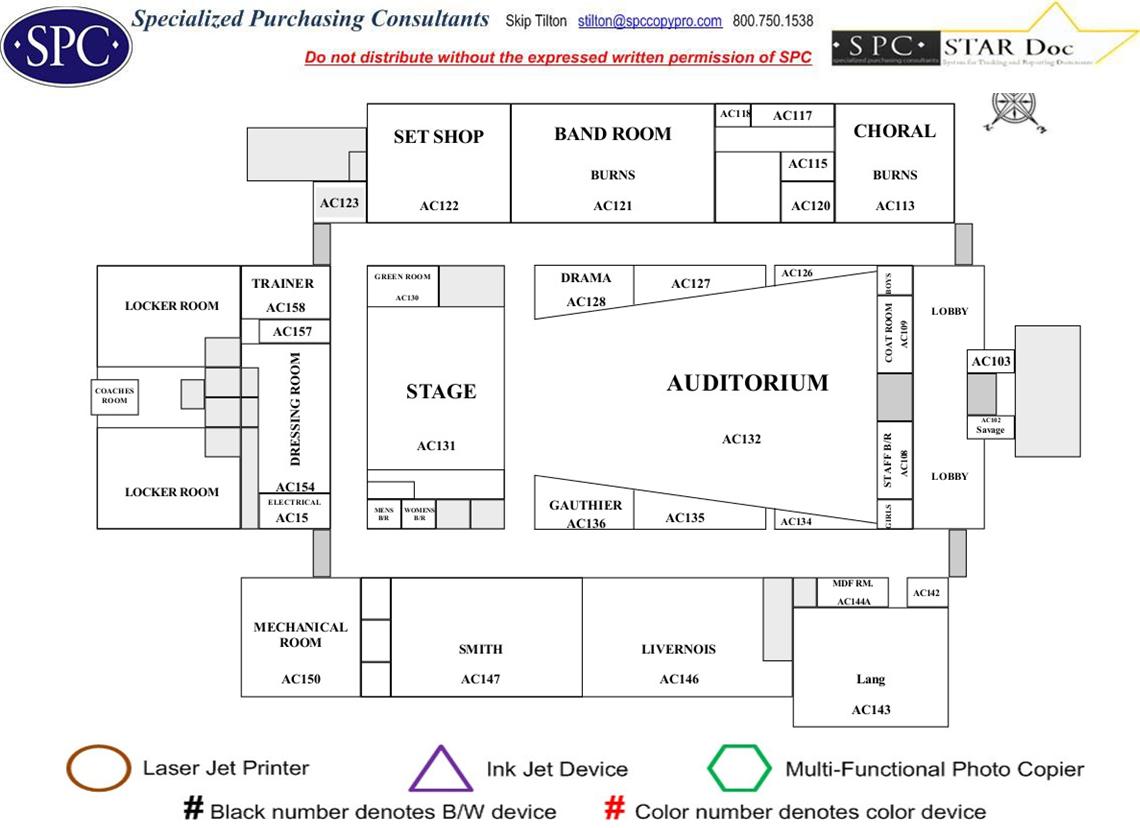 Specialized Purchasing Consultants Skip Tilton stilton@spccopypro.com 800.750.1538
·SPC·
Do not distribute without the expressed written permission of SPC
·SPC· STAR Doc
specialized purchasing consultants System for Tracking and Reporting Documents
SET SHOP
AC122
BAND ROOM
BURNS
AC121
AC118
AC117
AC115
AC120
CHORAL
BURNS
AC113
AC123
LOCKER ROOM
TRAINER
AC158
AC157
GREEN ROOM
AC130
DRAMA
AC128
AC127
AC126
BOYS
COAT ROOM
AC109
LOBBY
AC103
COACHES
ROOM
DRESSING ROOM
AC154
STAGE
AC131
AUDITORIUM
AC132
AC102
Savage
STAFF B/R
AC108
LOBBY
LOCKER ROOM
ELECTRICAL
AC15
MENS
B/R
WOMENS
B/R
GAUTHIER
AC136
AC135
AC134
GIRLS
MECHANICAL
ROOM
AC150
SMITH
AC147
LIVERNOIS
AC146
MDF RM.
AC144A
AC142
Lang
AC143
Laser Jet Printer
Ink Jet Device
Multi-Functional Photo Copier
# Black number denotes B/W device
# Color number denotes color device